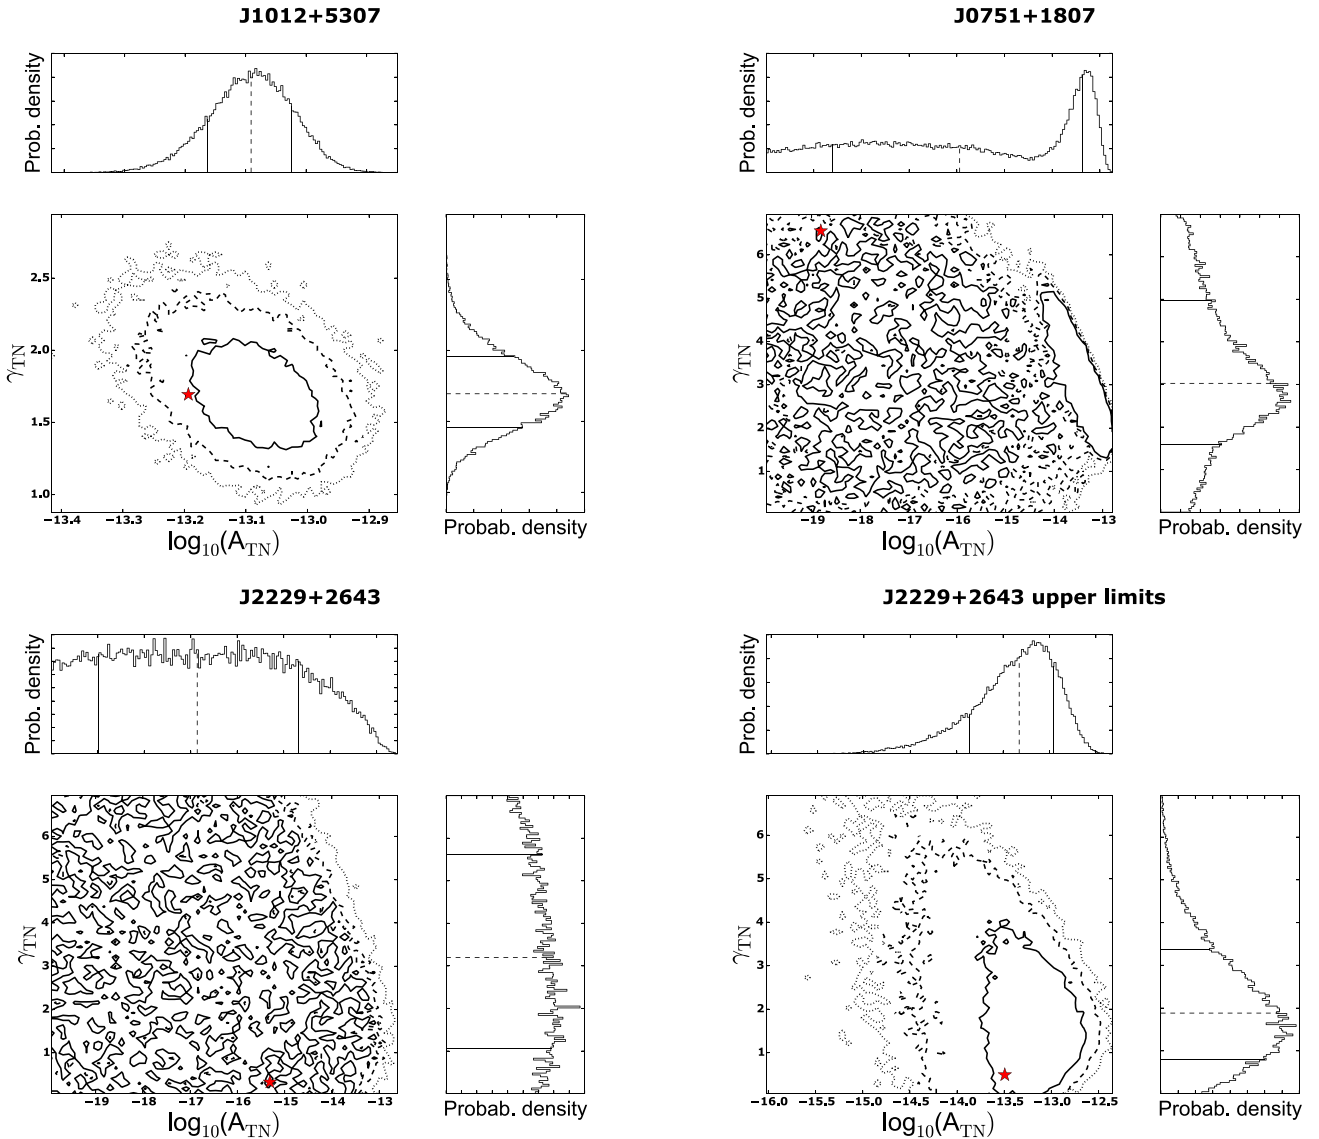 J1012+5307
J0751+1807
Prob. density
Prob. density
γTN
2.5
2.0
1.5
1.0
−13.4 −13.3 −13.2 −13.1 −13.0 −12.9
log10(ATN)
Probab. density
γTN
6
5
4
3
2
1
−19 −18 −17 −16 −15 −14 −13
log10(ATN)
Probab. density
J2229+2643
J2229+2643 upper limits
Prob. density
Prob. density
γTN
6
5
4
3
2
1
−19 −18 −17 −16 −15 −14 −13
log10(ATN)
Probab. density
γTN
6
5
4
3
2
1
−16.0 −15.5 −15.0 −14.5 −14.0 −13.5 −13.0 −12.5
log10(ATN)
Probab. density